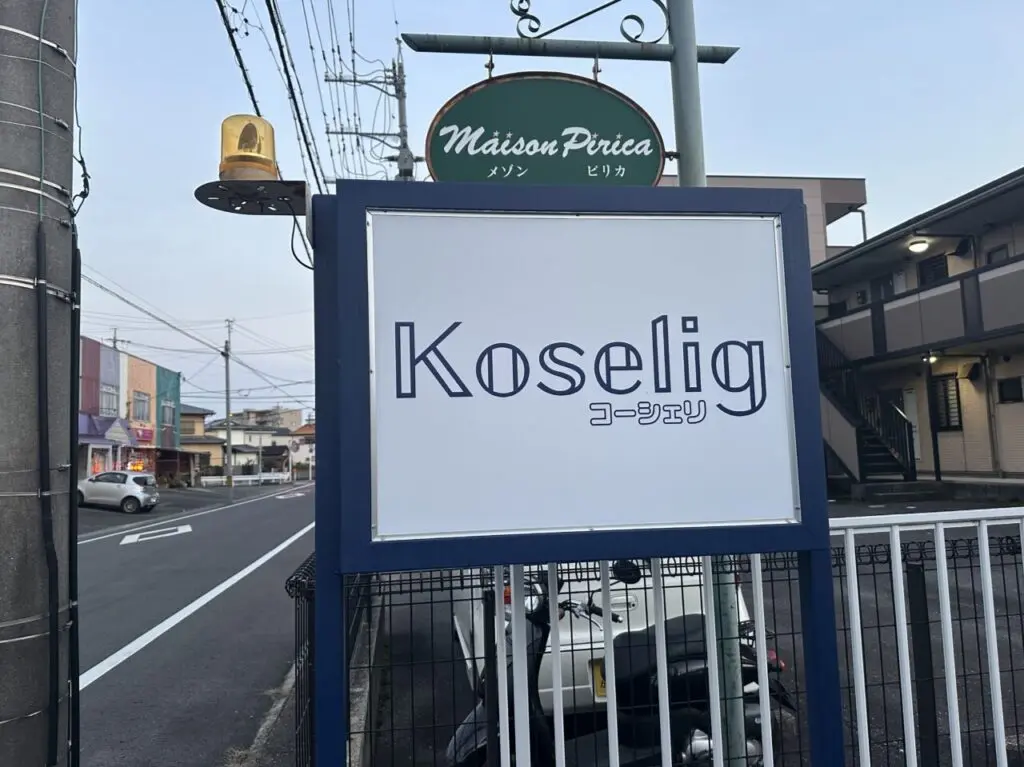 Maison Pirica
メゾン ピリカ
Koselig
コーシェリ